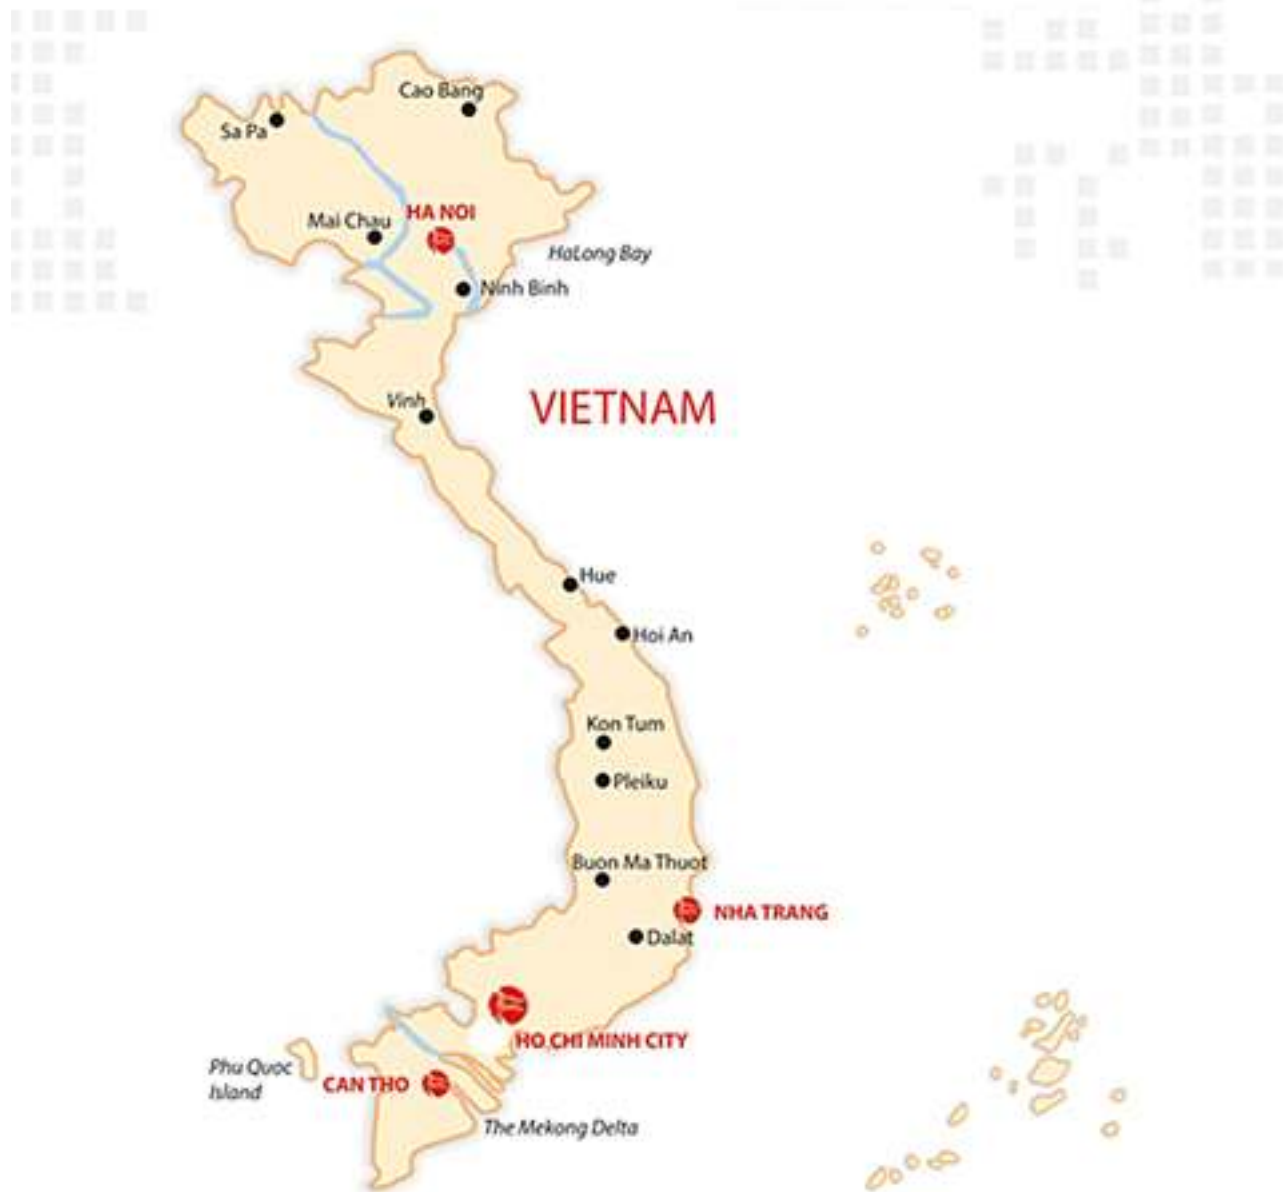 Cao Bang
Sa Pa
HA NOI
Mai Chau
HaLong Bay
Ninh Binh
Vinh
VIETNAM
Hue
Hoi An
Kon Tum
Pleiku
Buon Ma Thuot
NHA TRANG
Dalat
HO CHI MINH CITY
Phu Quoc
Island
CAN THO
The Mekong Delta